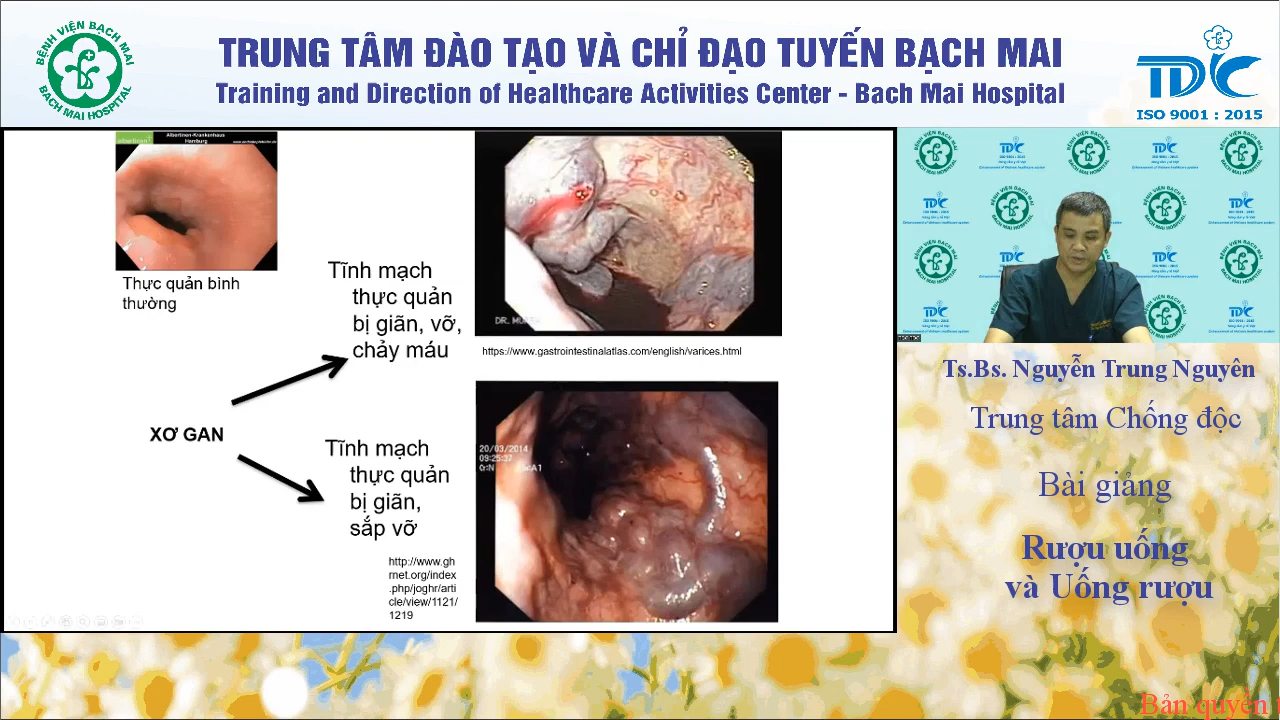 BỆNH VIỆN BẠCH MAI
BACH MAI HOSPITAL
TRUNG TÂM ĐÀO TẠO VÀ CHỈ ĐẠO TUYẾN BẠCH MAI
Training and Direction of Healthcare Activities Center - Bach Mai Hospital
TDC
ISO 9001 : 2015
Albertinen-Krankenhaus
Hamburg
Thực quản bình
thường
Tĩnh mạch
thực quản
bị giãn, vỡ,
chảy máu
https://www.gastrointestinalatlas.com/english/varices.html
XƠ GAN
Tĩnh mạch
thực quản
bị giãn,
sắp vỡ
20/03/2014
09:25:37
http://www.gh
rnet.org/index
.php/joghr/arti
cle/view/1121/
1219
Ts.Bs. Nguyễn Trung Nguyên
Trung tâm Chống độc
Bài giảng
Rượu uống
và Uống rượu
Bản quyền